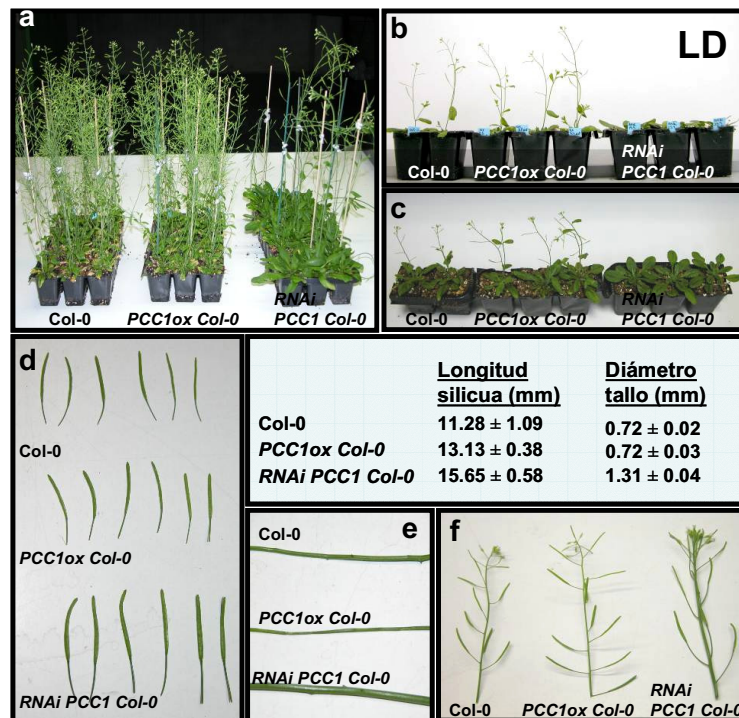 a
Col-0
PCC1ox Col-0
RNAi
PCC1 Col-0
b
LD
Col-0
PCC1ox Col-0
RNAi
PCC1 Col-0
c
Col-0
PCC1ox Col-0
RNAi
PCC1 Col-0
d
Col-0
PCC1ox Col-0
RNAi PCC1 Col-0
Longitud Diámetro
silicua (mm) tallo (mm)
Col-0 11.28 ± 1.09 0.72 ± 0.02
PCC1ox Col-0 13.13 ± 0.38 0.72 ± 0.03
RNAi PCC1 Col-0 15.65 ± 0.58 1.31 ± 0.04
e
Col-0
PCC1ox Col-0
RNAi PCC1 Col-0
f
Col-0
PCC1ox Col-0
RNAi
PCC1 Col-0